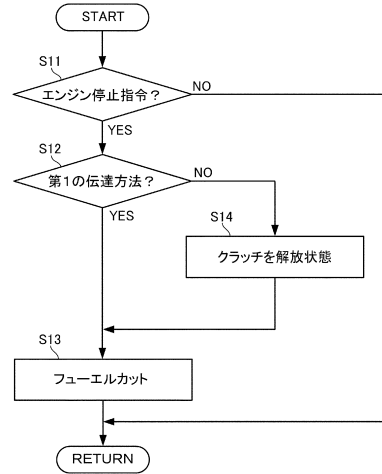 START
S11
エンジン停止指令？
NO
YES
S12
第1の伝達方法？
NO
YES
S14
クラッチを解放状態
S13
フューエルカット
RETURN